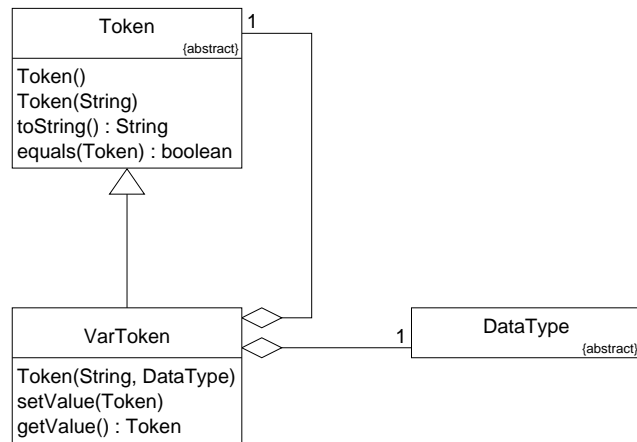 Token
{abstract}
1
Token()
Token(String)
toString() : String
equals(Token) : boolean
VarToken
1
DataType
{abstract}
Token(String, DataType)
setValue(Token)
getValue() : Token